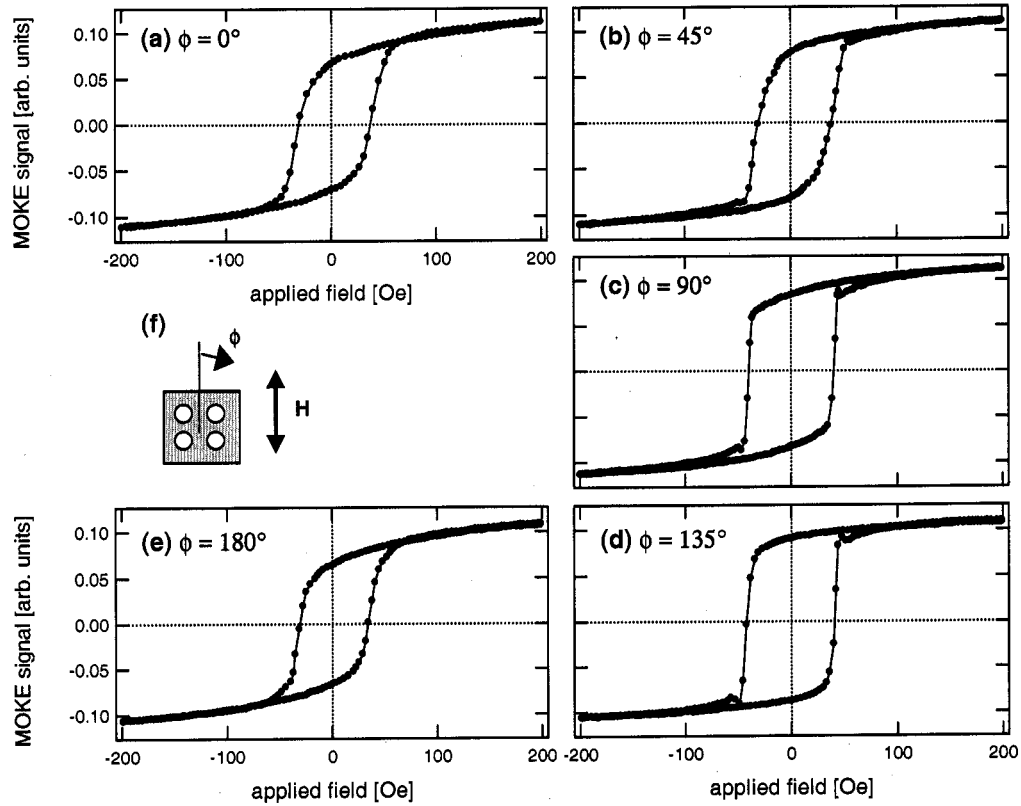 (a) ϕ = 0°
MOKE signal [arb. units]
0.10
0.05
0.00
-0.05
-0.10
-200
-100
0
100
200
applied field [Oe]
(b) ϕ = 45°
(c) ϕ = 90°
(f)
ϕ
H
(e) ϕ = 180°
MOKE signal [arb. units]
0.10
0.05
0.00
-0.05
-0.10
-200
-100
0
100
200
applied field [Oe]
(d) ϕ = 135°
-200
-100
0
100
200
applied field [Oe]